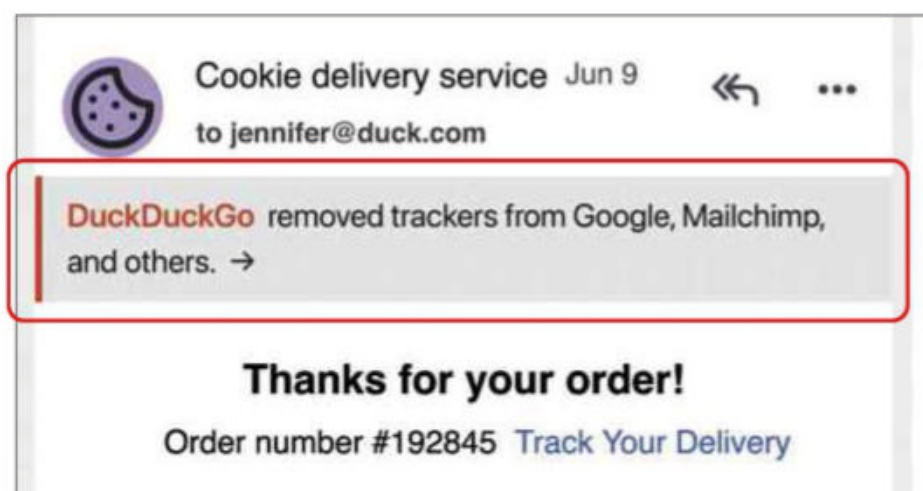 Cookie delivery service Jun 9
to jennifer@duck.com
DuckDuckGo removed trackers from Google, Mailchimp,
and others. →
Thanks for your order!
Order number #192845 Track Your Delivery